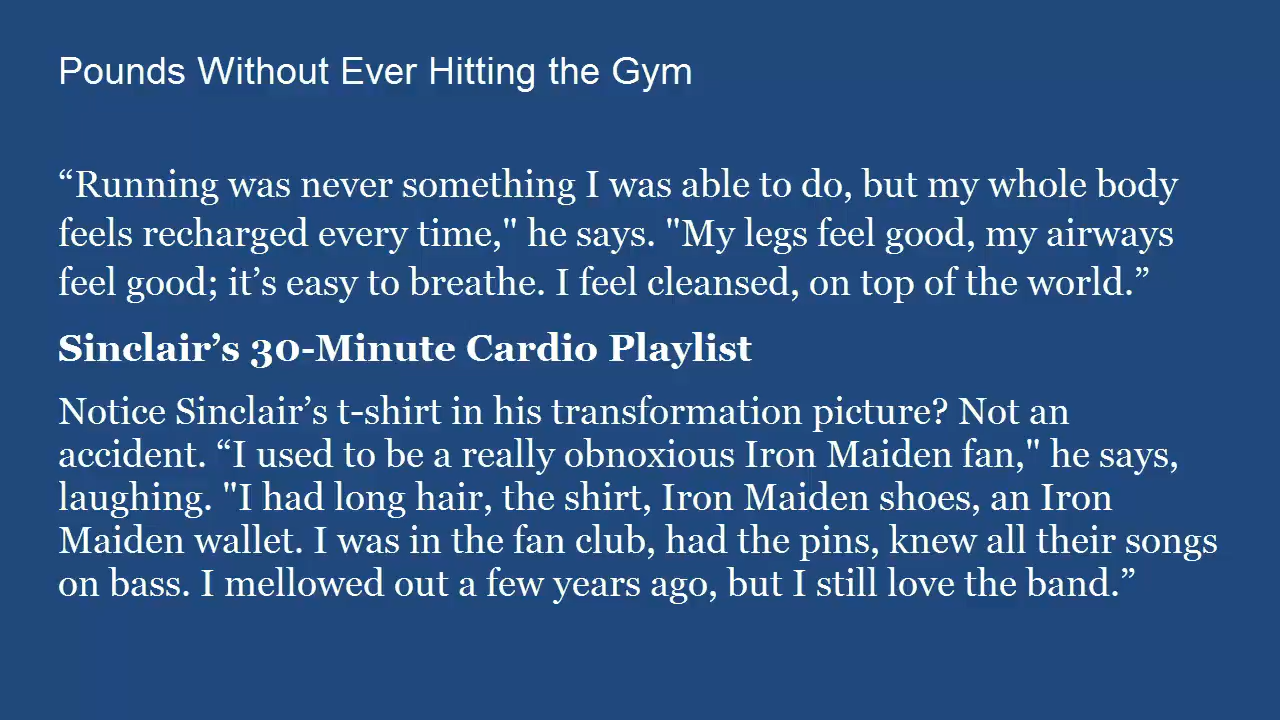 Pounds Without Ever Hitting the Gym
“Running was never something I was able to do, but my whole body
feels recharged every time," he says. "My legs feel good, my airways
feel good; it’s easy to breathe. I feel cleansed, on top of the world.”
Sinclair’s 30-Minute Cardio Playlist
Notice Sinclair’s t-shirt in his transformation picture? Not an
accident. “I used to be a really obnoxious Iron Maiden fan," he says,
laughing. "I had long hair, the shirt, Iron Maiden shoes, an Iron
Maiden wallet. I was in the fan club, had the pins, knew all their songs
on bass. I mellowed out a few years ago, but I still love the band.”